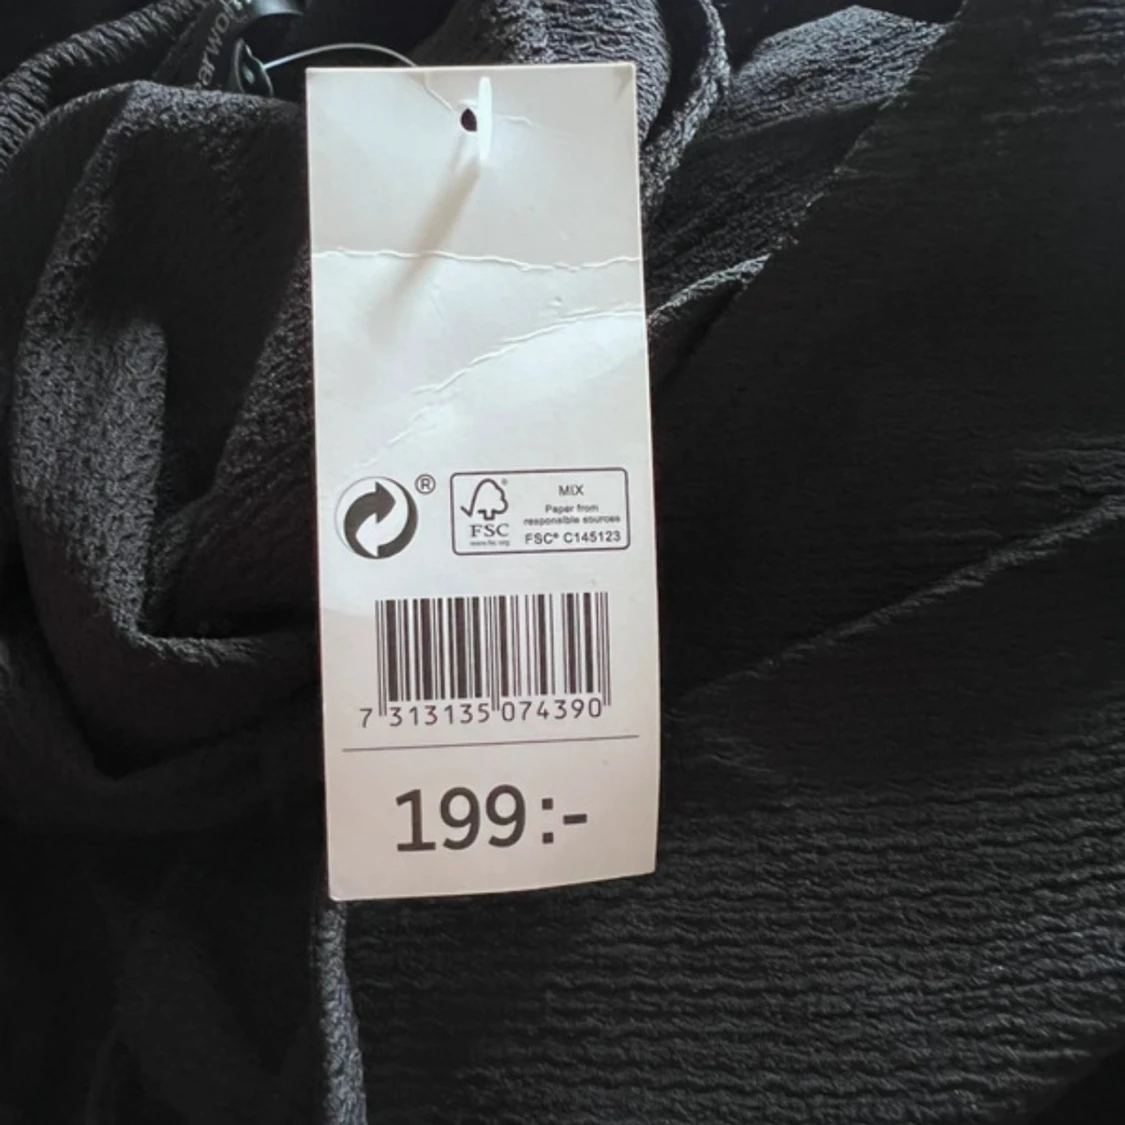 ®
MIX
Paper from
responsible sources
FSC® C145123
FSC
www.fsc.org
7 313135 074390
199:-